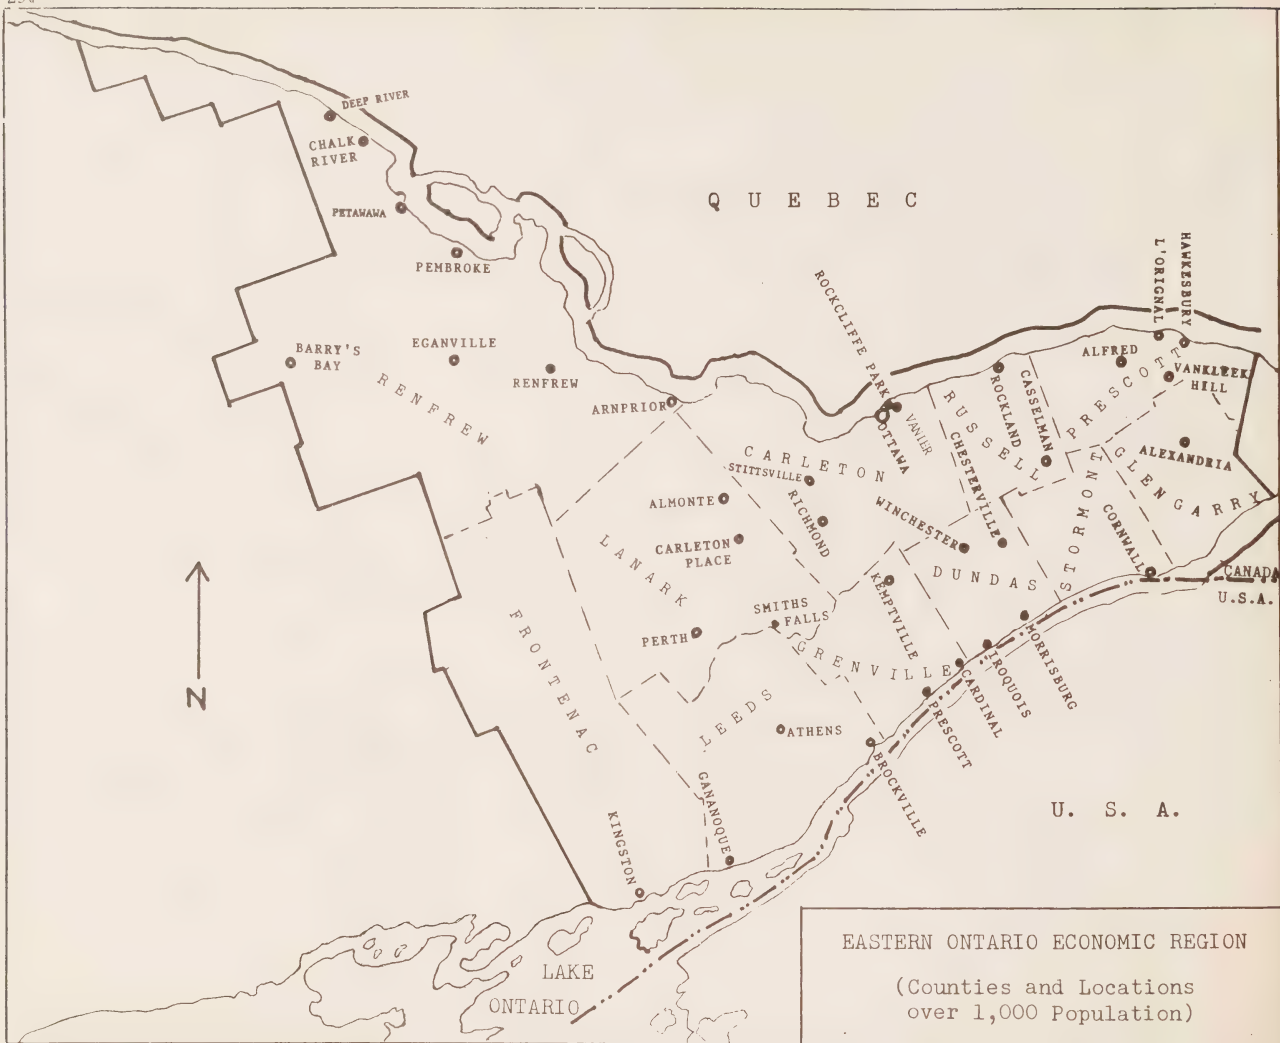 DEEP RIVER
CHALK
RIVER
PETAWAWA
PEMBROKE
QUEBEC
HAWKESBURY
L'ORIGNAL
ROCKCLIFFE PARK
BARRY'S
BAY
EGANVILLE
RENFREW
RENFREW
ARNPRIOR
OTTAWA
VANIER
RUSSELL
ROCKLAND
CASSELMAN
ALFRED
PRESCOTT
VANKLEEK
HILL
CARLETON
STITTSVILLE
CHESTERVILLE
ALEXANDRIA
GLENGARRY
STORMONT
ALMONTE
RICHMOND
WINCHESTER
CORNWALL
CARLETON
PLACE
LANARK
DUNDAS
KEMPTVILLE
CANADA
U.S.A.
SMITHS
FALLS
PERTH
FRONTENAC
GRENVILLE
MORRISBURG
IROQUOIS
CARDINAL
PRESCOTT
LEEDS
ATHENS
BROCKVILLE
N
GANANOQUE
KINGSTON
U. S. A.
LAKE
ONTARIO
EASTERN ONTARIO ECONOMIC REGION
(Counties and Locations
over 1,000 Population)